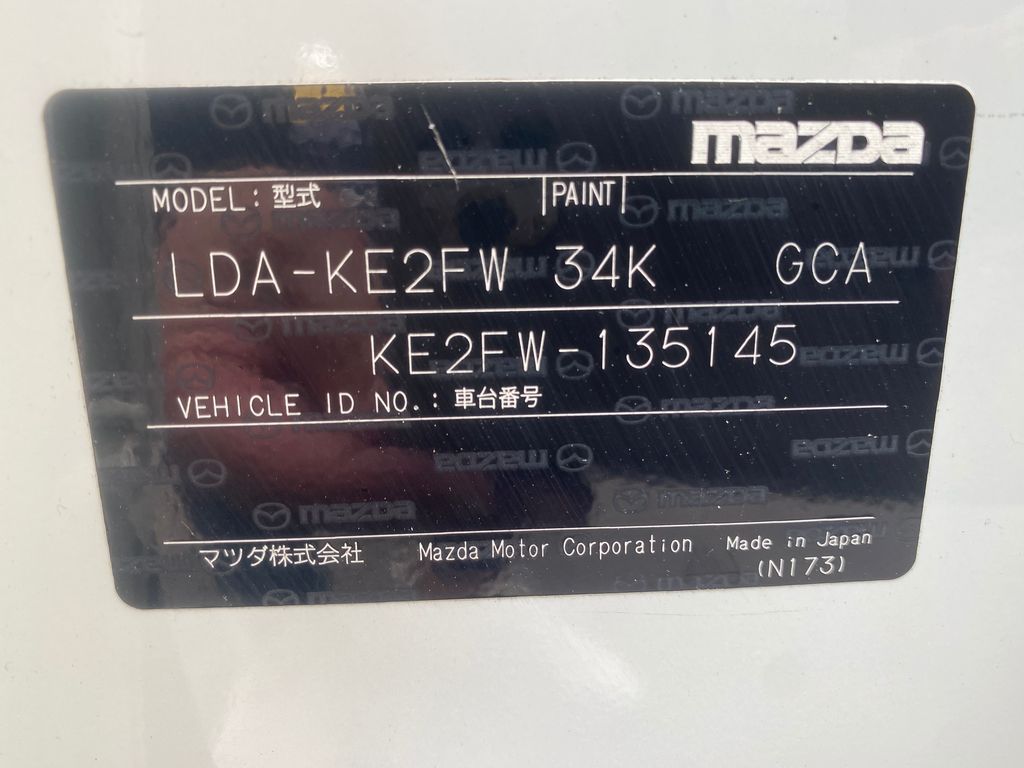 mazda
MODEL: 型式 PAINT
LDA-KE2FW 34K GCA
KE2FW-135145
VEHICLE ID NO.: 車台番号
マツダ株式会社 Mazda Motor Corporation Made in Japan
(N173)